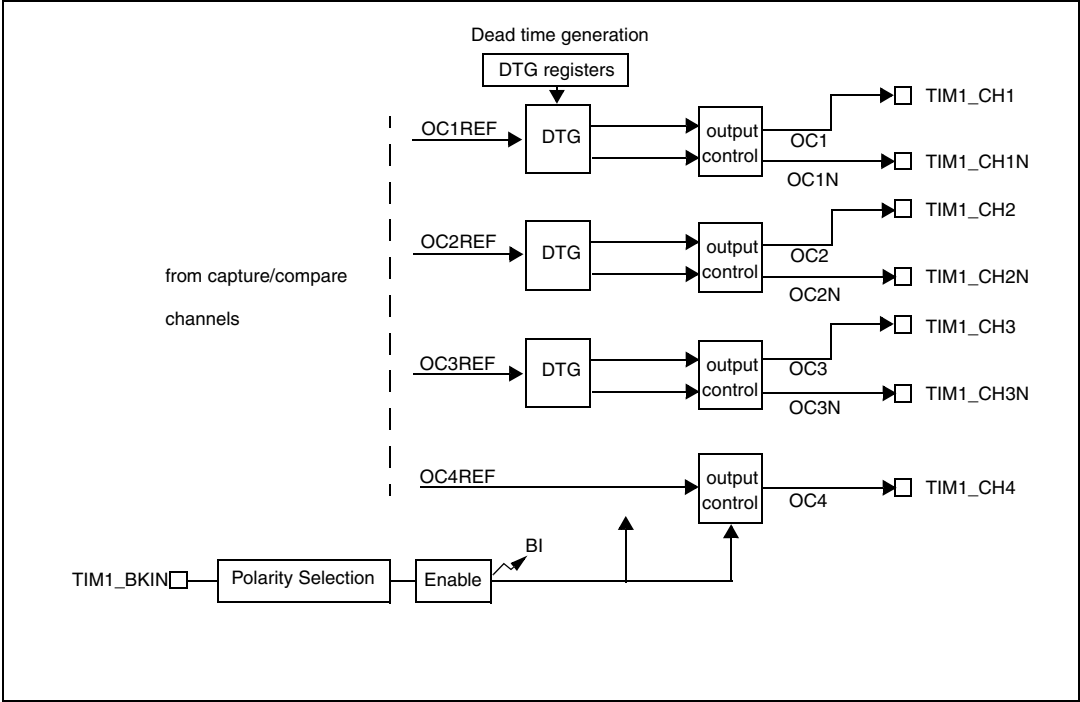 Dead time generation
DTG registers
OC1REF
DTG
output
control
OC1
OC1N
TIM1_CH1
TIM1_CH1N
OC2REF
DTG
output
control
OC2
OC2N
TIM1_CH2
TIM1_CH2N
from capture/compare
channels
OC3REF
DTG
output
control
OC3
OC3N
TIM1_CH3
TIM1_CH3N
OC4REF
output
control
OC4
TIM1_CH4
TIM1_BKIN
Polarity Selection
Enable
BI